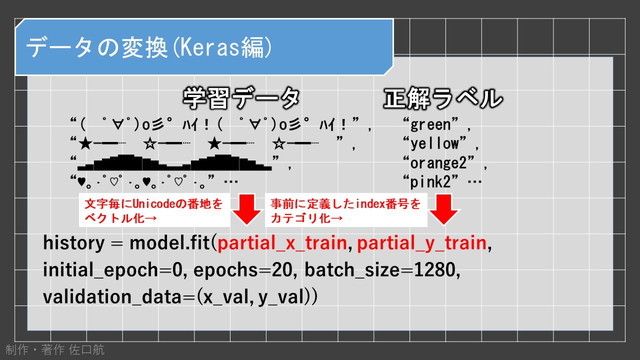 データの変換(Keras編)
学習データ 正解ラベル
“( ゚∀゚)o彡゚ ﾊｲ！( ゚∀゚)o彡゚ ﾊｲ！”, “green”,
“★━━┈ ☆━━┈ ★━━┈ ☆━━┈ ”, “yellow”,
“▂▃▅▆▇▆▅▃▂▃▅▆▇▆▅▃▂”, “orange2”,
“♥｡･ﾟ♡ﾟ･｡♥｡･ﾟ♡ﾟ･｡”… “pink2”…
文字毎にUnicodeの番地を
ベクトル化→
事前に定義したindex番号を
カテゴリ化→
history = model.fit(partial_x_train, partial_y_train,
initial_epoch=0, epochs=20, batch_size=1280,
validation_data=(x_val, y_val))
制作・著作 佐口航